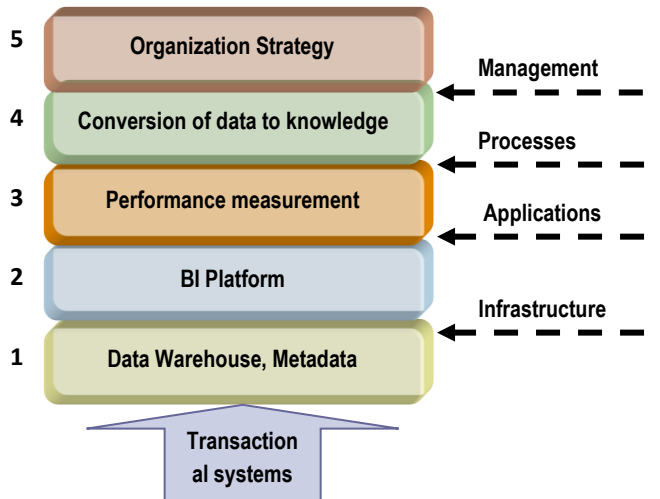 5
Organization Strategy
Management
4
Conversion of data to knowledge
Processes
3
Performance measurement
Applications
2
BI Platform
Infrastructure
1
Data Warehouse, Metadata
Transaction
al systems